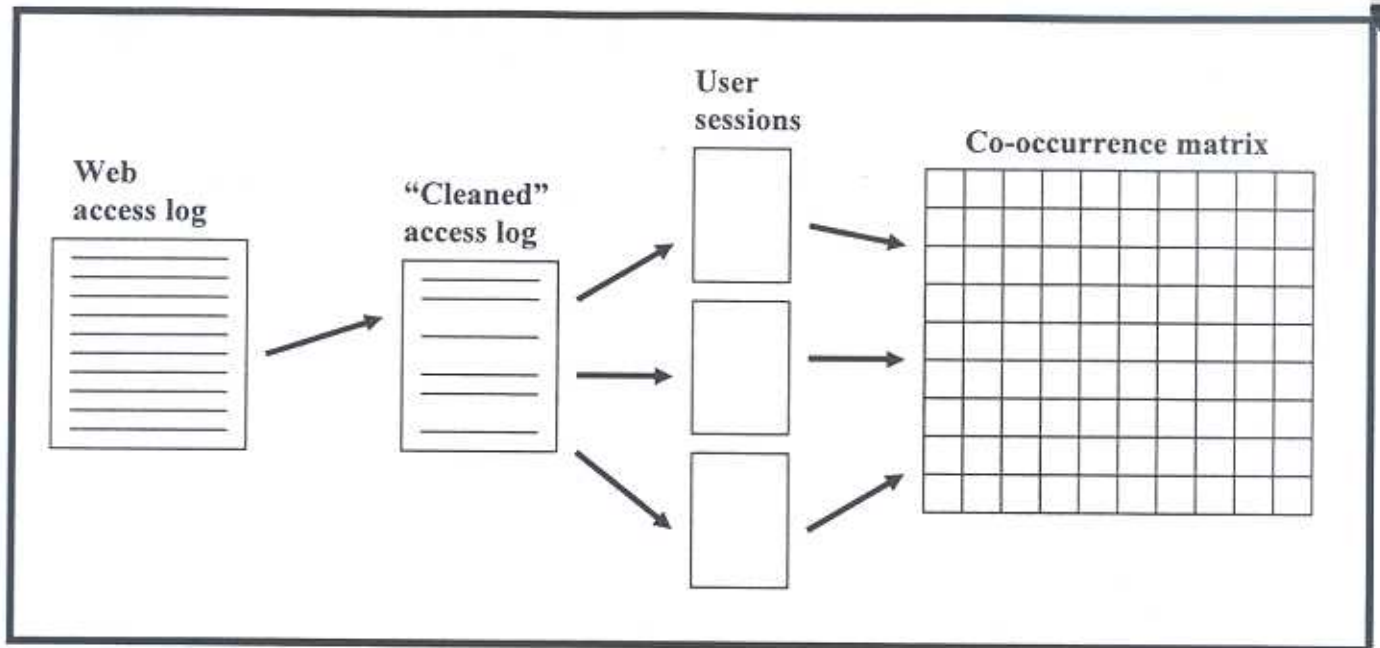 Web
access log
“Cleaned”
access log
User
sessions
Co-occurrence matrix